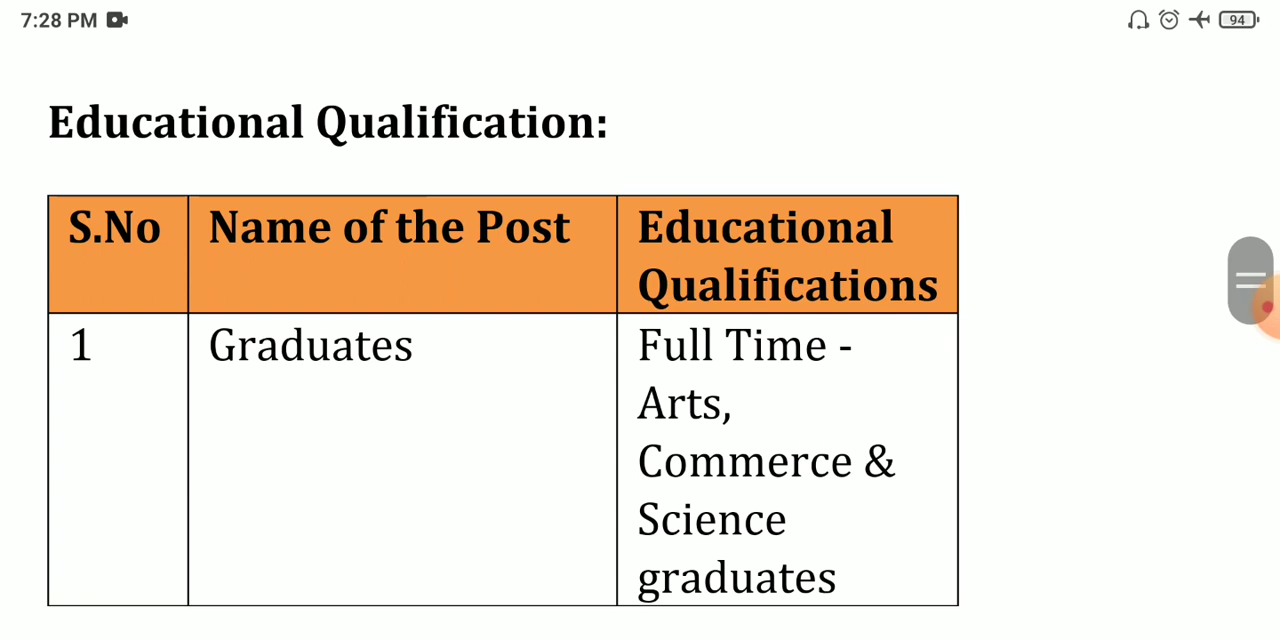 7:28 PM
94
Educational Qualification:
S.No Name of the Post Educational
Qualifications
1 Graduates Full Time -
Arts,
Commerce &
Science
graduates